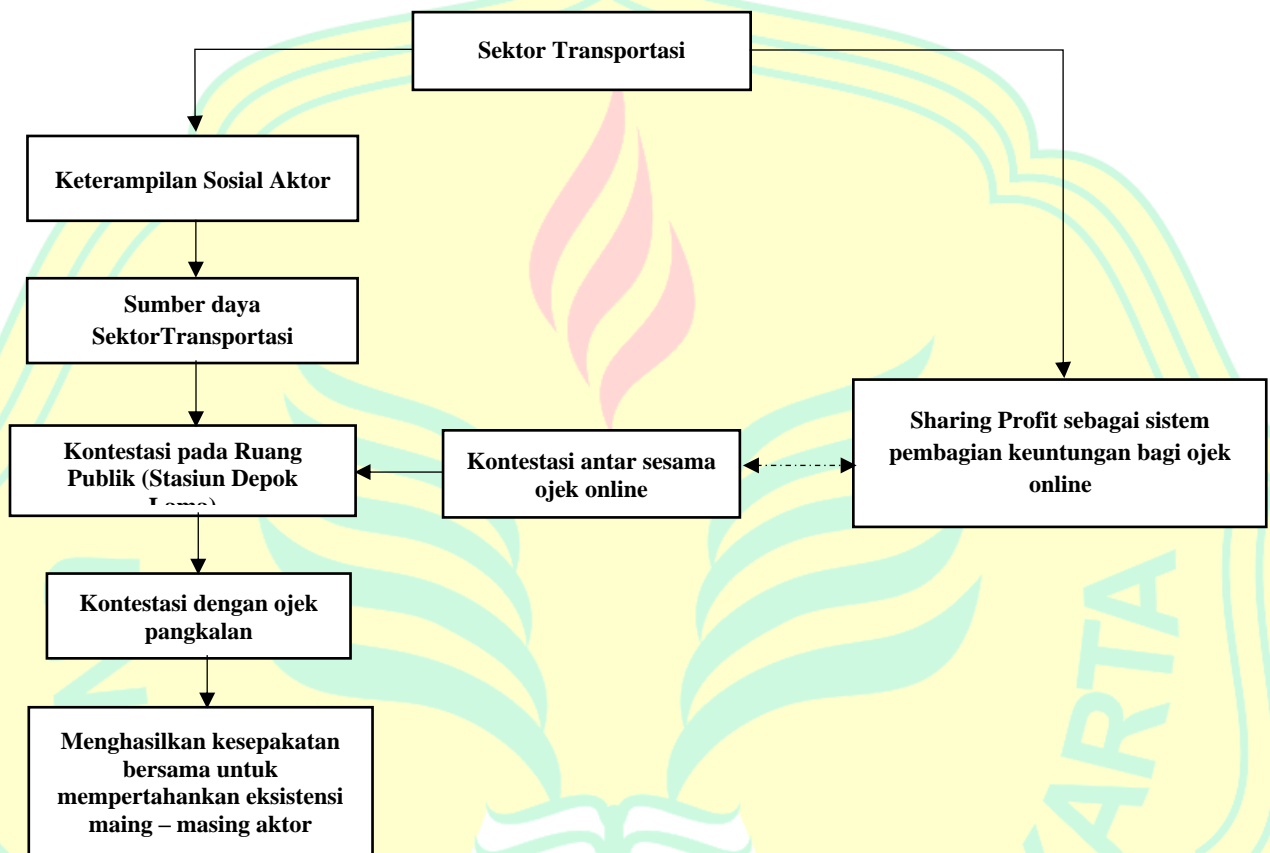 Sektor Transportasi
Keterampilan Sosial Aktor
Sumber daya
SektorTransportasi
Kontestasi pada Ruang
Publik (Stasiun Depok
Kontestasi antar sesama
ojek online
Sharing Profit sebagai sistem
pembagian keuntungan bagi ojek
online
Kontestasi dengan ojek
pangkalan
Menghasilkan kesepakatan
bersama untuk
mempertahankan eksistensi
maing – masing aktor